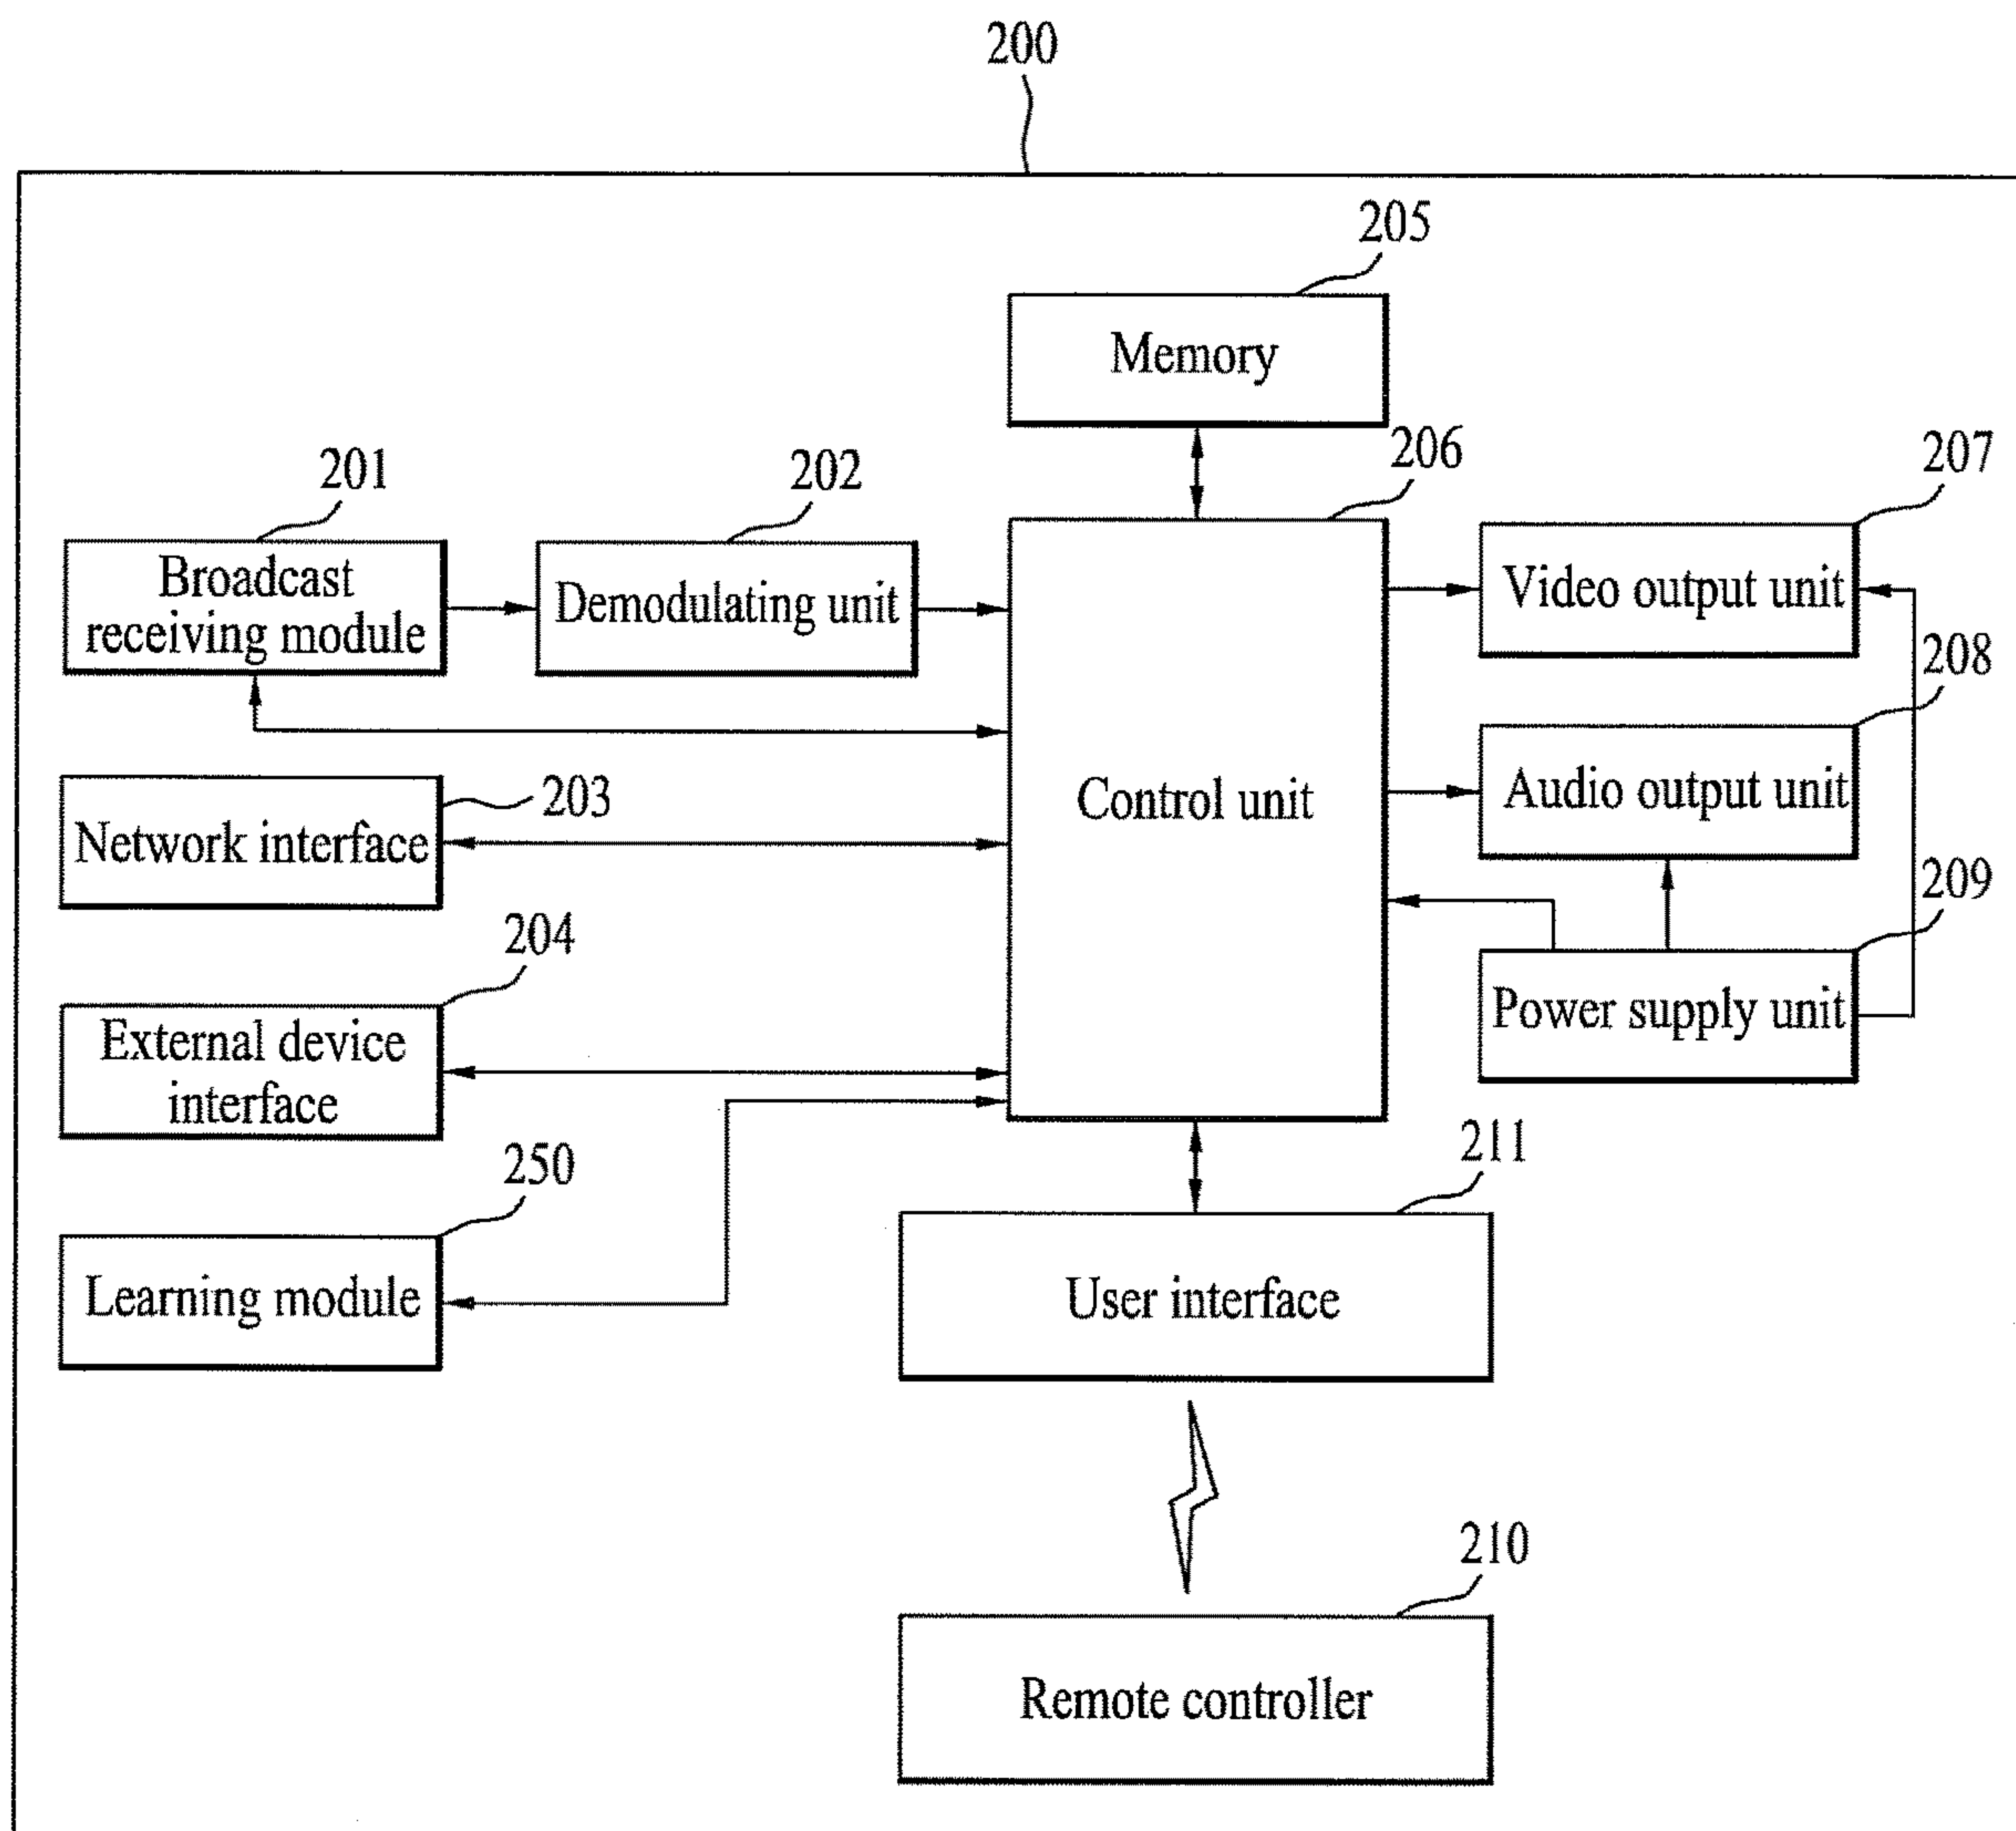 200
205
Memory
201
202
206
207
Broadcast
receiving module
Demodulating unit
Control unit
Video output unit
208
Audio output unit
203
Network interface
209
Power supply unit
204
External device
interface
250
Learning module
211
User interface
210
Remote controller